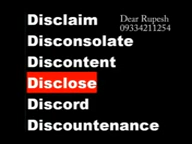 Disclaim
Dear Rupesh
09334211254
Disconsolate
Discontent
Disclose
Discord
Discountenance